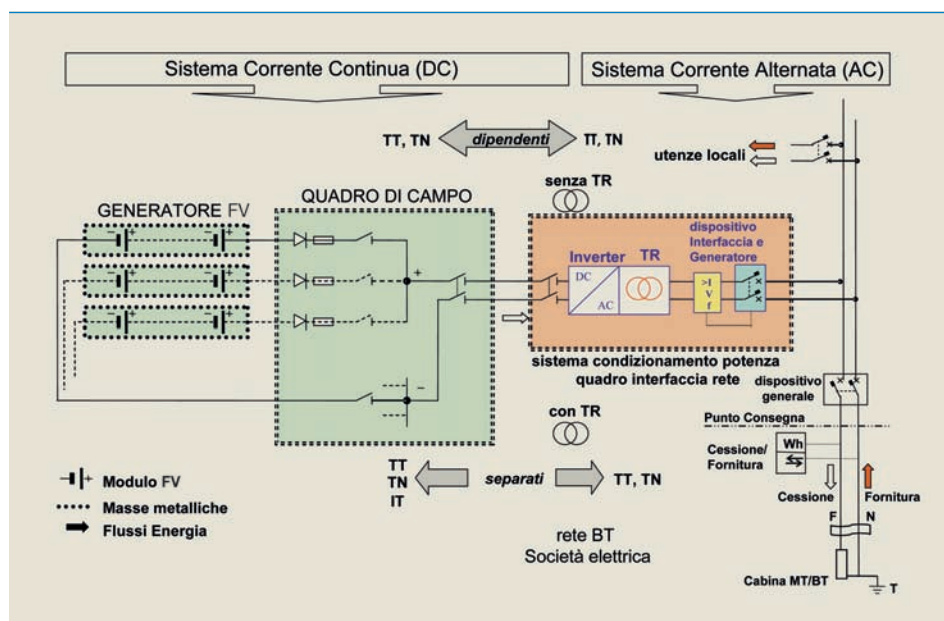 Sistema Corrente Continua (DC)
Sistema Corrente Alternata (AC)
TT, TN
dipendenti
TT, TN
utenze locali
senza TR
GENERATORE FV
QUADRO DI CAMPO
dispositivo
Interfaccia e
Generatore
Inverter
TR
DC
AC
>I
V
f
− + − +
− + − +
− + − +
+
−
sistema condizionamento potenza
quadro interfaccia rete
dispositivo
generale
Punto Consegna
con TR
Cessione/
Fornitura
Wh
Cessione
Fornitura
TT
TN
IT
separati
TT, TN
F
N
− + Modulo FV
Masse metalliche
Flussi Energia
rete BT
Società elettrica
Cabina MT/BT
T